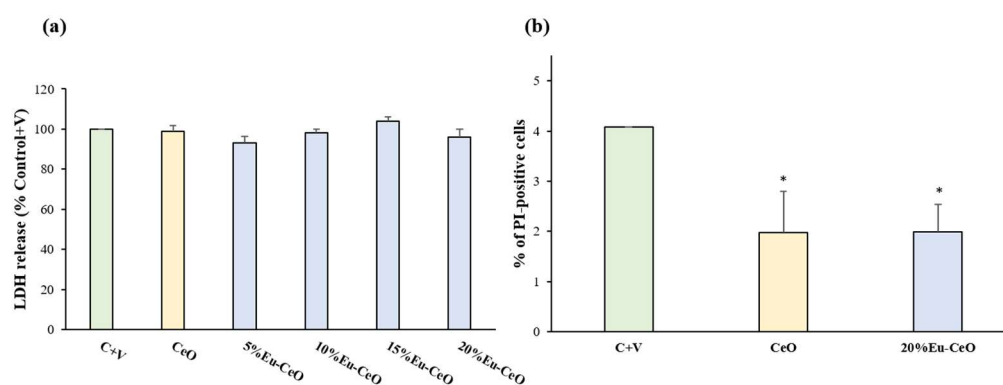 (a)
LDH release (% Control+V)
120
100
80
60
40
20
0
C+V
CeO
5%Eu-CeO
10%Eu-CeO
15%Eu-CeO
20%Eu-CeO
(b)
% of PI-positive cells
5
4
3
2
1
0
*
*
C+V
CeO
20%Eu-CeO